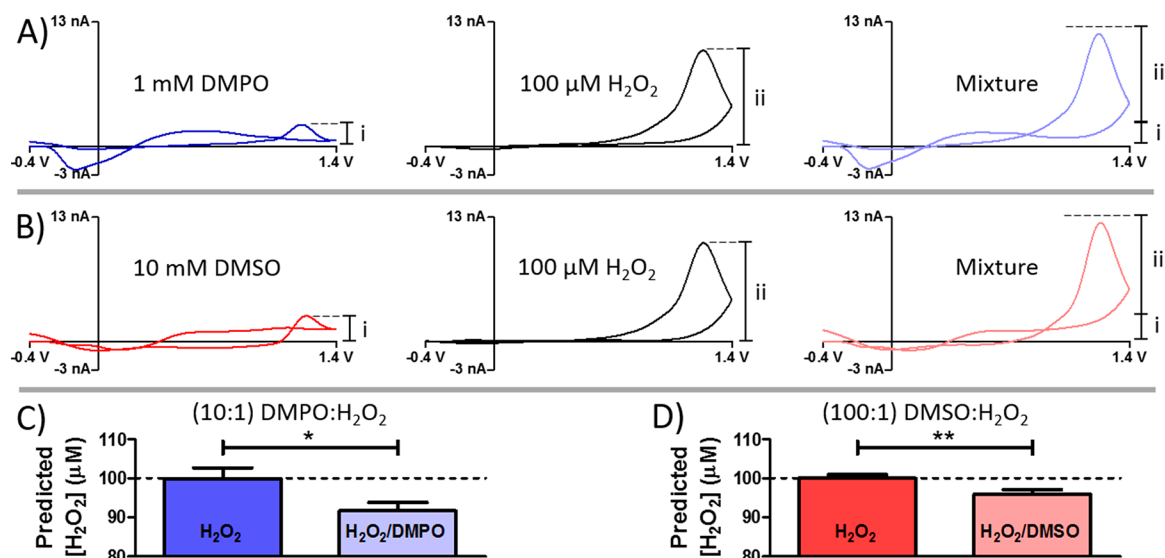 A)
13 nA
1 mM DMPO
i
-0.4 V
1.4 V
-3 nA
13 nA
100 μM H₂O₂
ii
1.4 V
-3 nA
13 nA
Mixture
ii
i
-0.4 V
1.4 V
-3 nA
B)
13 nA
10 mM DMSO
i
-0.4 V
1.4 V
-3 nA
13 nA
100 μM H₂O₂
ii
-0.4 V
1.4 V
-3 nA
13 nA
Mixture
ii
i
-0.4 V
1.4 V
-3 nA
C)
(10:1) DMPO:H₂O₂
*
Predicted
[H₂O₂] (μM)
110
100
90
80
H₂O₂
H₂O₂/DMPO
D)
(100:1) DMSO:H₂O₂
**
Predicted
[H₂O₂] (μM)
110
100
90
80
H₂O₂
H₂O₂/DMSO